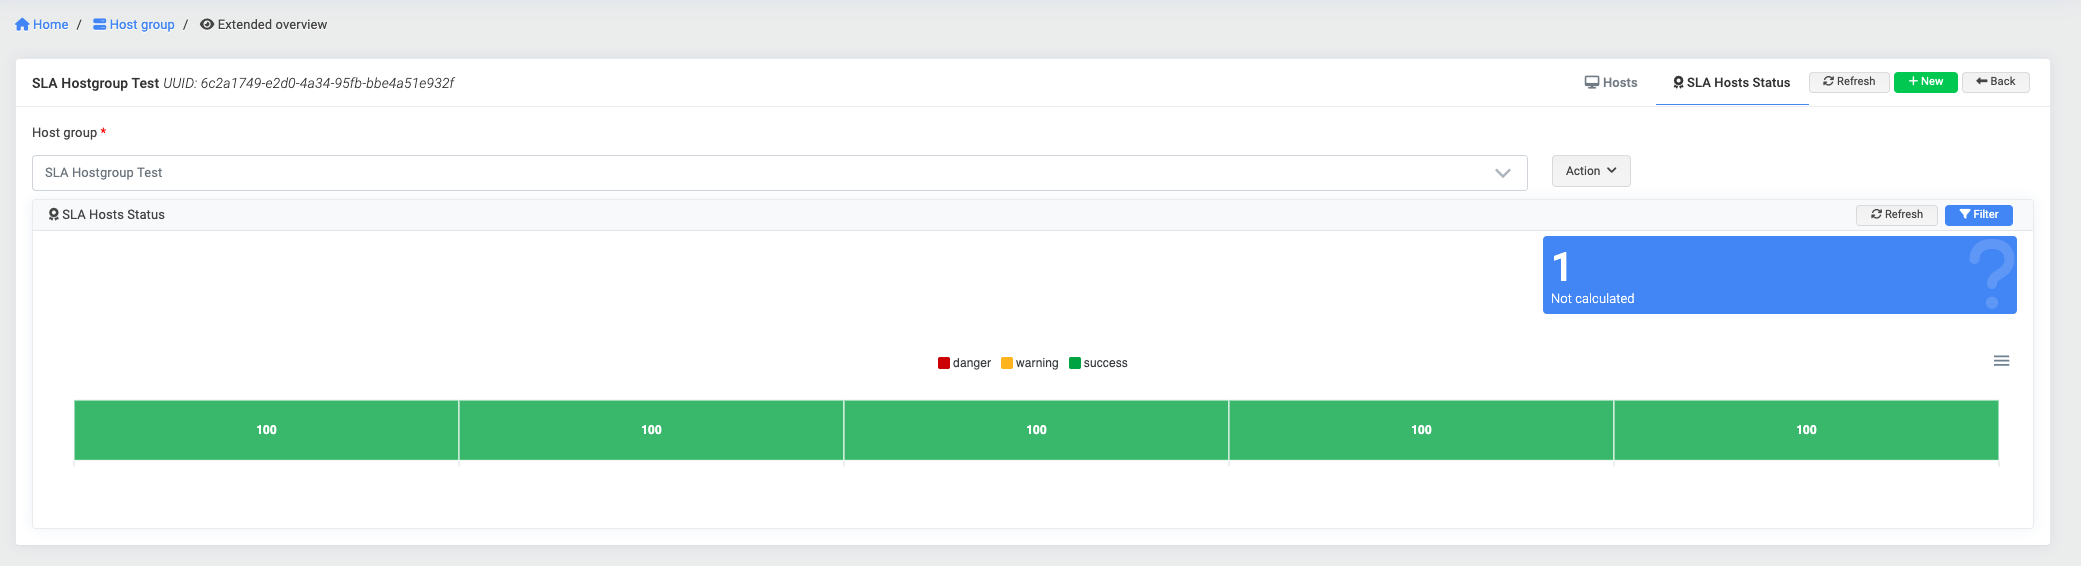 Home / Host group / Extended overview
SLA Hostgroup Test UUID: 6c2a1749-e2d0-4a34-95fb-bbe4a51e932f Hosts SLA Hosts Status Refresh + New Back
Host group *
SLA Hostgroup Test Action
SLA Hosts Status Refresh Filter
1 ?
Not calculated
danger warning success
100 100 100 100 100